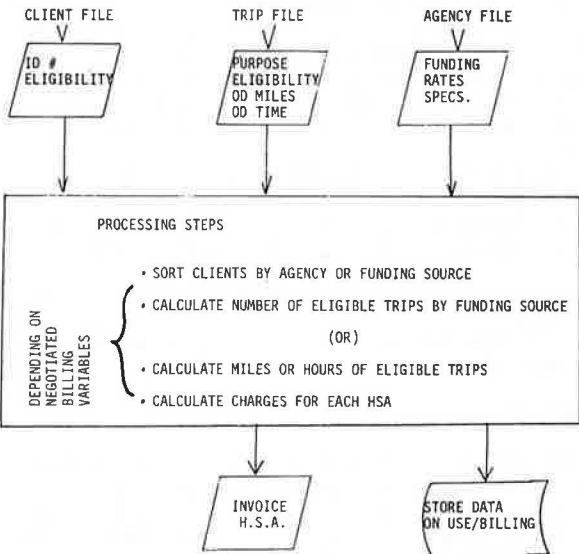 CLIENT FILE
TRIP FILE
AGENCY FILE
ID #
ELIGIBILITY
PURPOSE
ELIGIBILITY
OD MILES
OD TIME
FUNDING
RATES
SPECS.
PROCESSING STEPS
DEPENDING ON
NEGOTIATED
BILLING
VARIABLES
• SORT CLIENTS BY AGENCY OR FUNDING SOURCE
• CALCULATE NUMBER OF ELIGIBLE TRIPS BY FUNDING SOURCE
(OR)
• CALCULATE MILES OR HOURS OF ELIGIBLE TRIPS
• CALCULATE CHARGES FOR EACH HSA
INVOICE
H.S.A.
STORE DATA
ON USE/BILLING